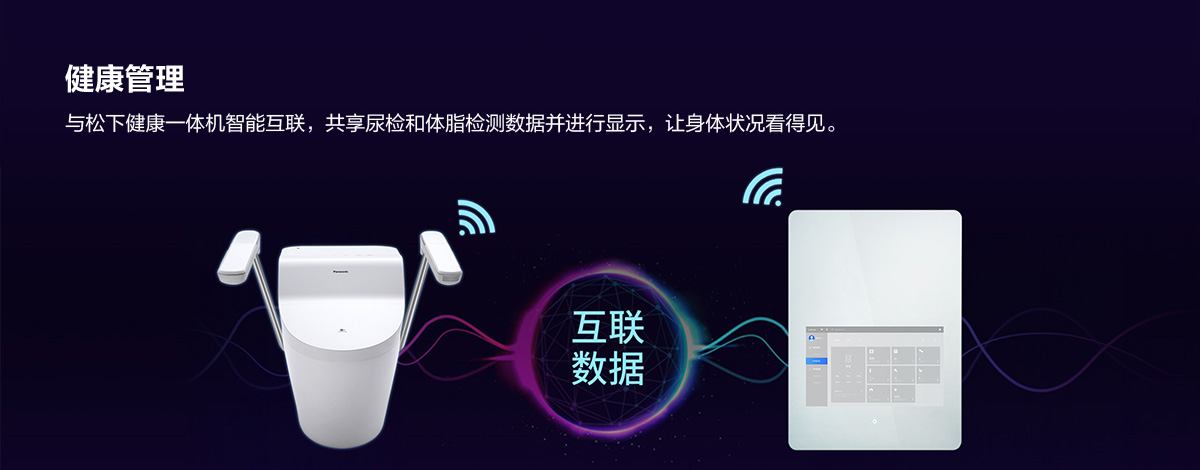 健康管理
与松下健康一体机智能互联，共享尿检和体脂检测数据并进行显示，让身体状况看得见。
Panasonic
互联
数据